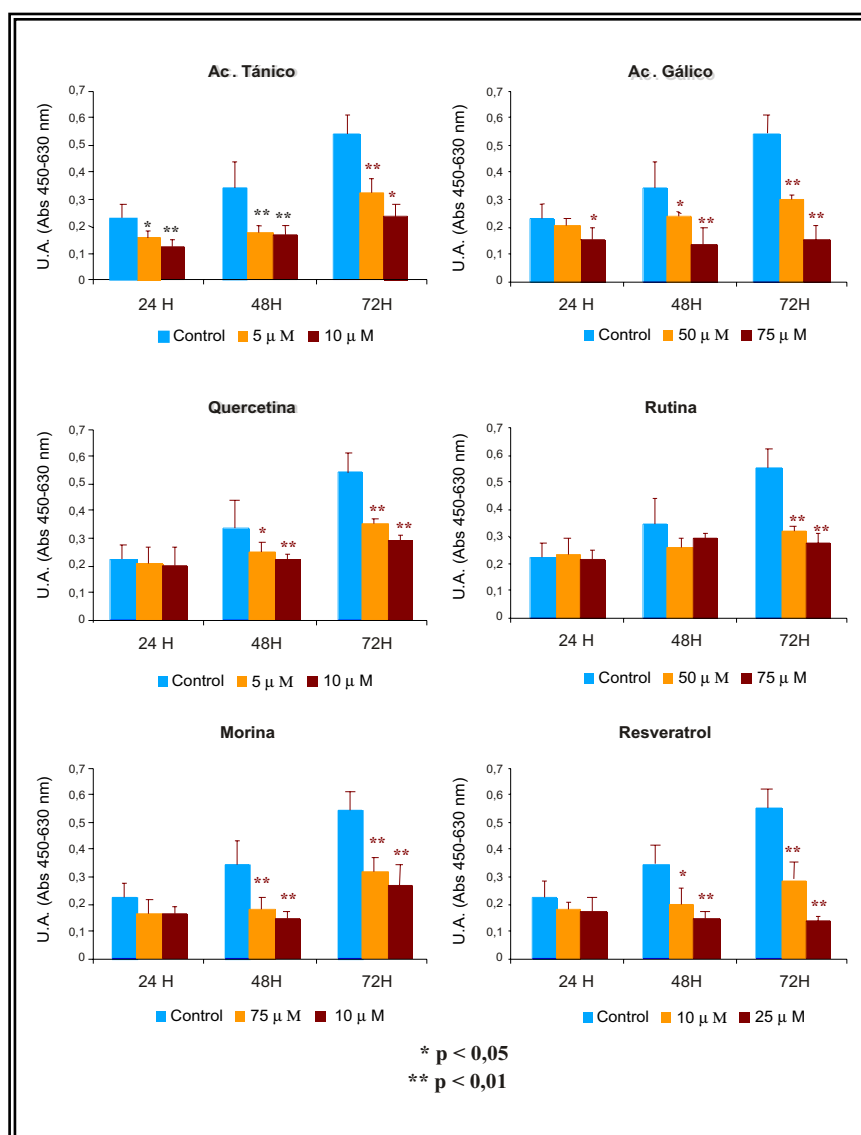 Ac. Tánico
U.A. (Abs 450-630 nm)
0,7
0,6
0,5
0,4
0,3
0,2
0,1
0
* ** ** ** ** *
24 H 48H 72H
Control 5 µ M 10 µ M
Ac. Gálico
U.A. (Abs 450-630 nm)
0,7
0,6
0,5
0,4
0,3
0,2
0,1
0
* * ** ** **
24 H 48H 72H
Control 50 µ M 75 µ M
Quercetina
U.A. (Abs 450-630 nm)
0,7
0,6
0,5
0,4
0,3
0,2
0,1
0
* ** ** **
24 H 48H 72H
Control 5 µ M 10 µ M
Rutina
U.A. (Abs 450-630 nm)
0,7
0,6
0,5
0,4
0,3
0,2
0,1
0
** **
24 H 48H 72H
Control 50 µ M 75 µ M
Morina
U.A. (Abs 450-630 nm)
0,7
0,6
0,5
0,4
0,3
0,2
0,1
0
** ** ** **
24 H 48H 72H
Control 75 µ M 10 µ M
Resveratrol
U.A. (Abs 450-630 nm)
0,7
0,6
0,5
0,4
0,3
0,2
0,1
0
* ** ** **
24 H 48H 72H
Control 10 µ M 25 µ M
* p < 0,05
** p < 0,01